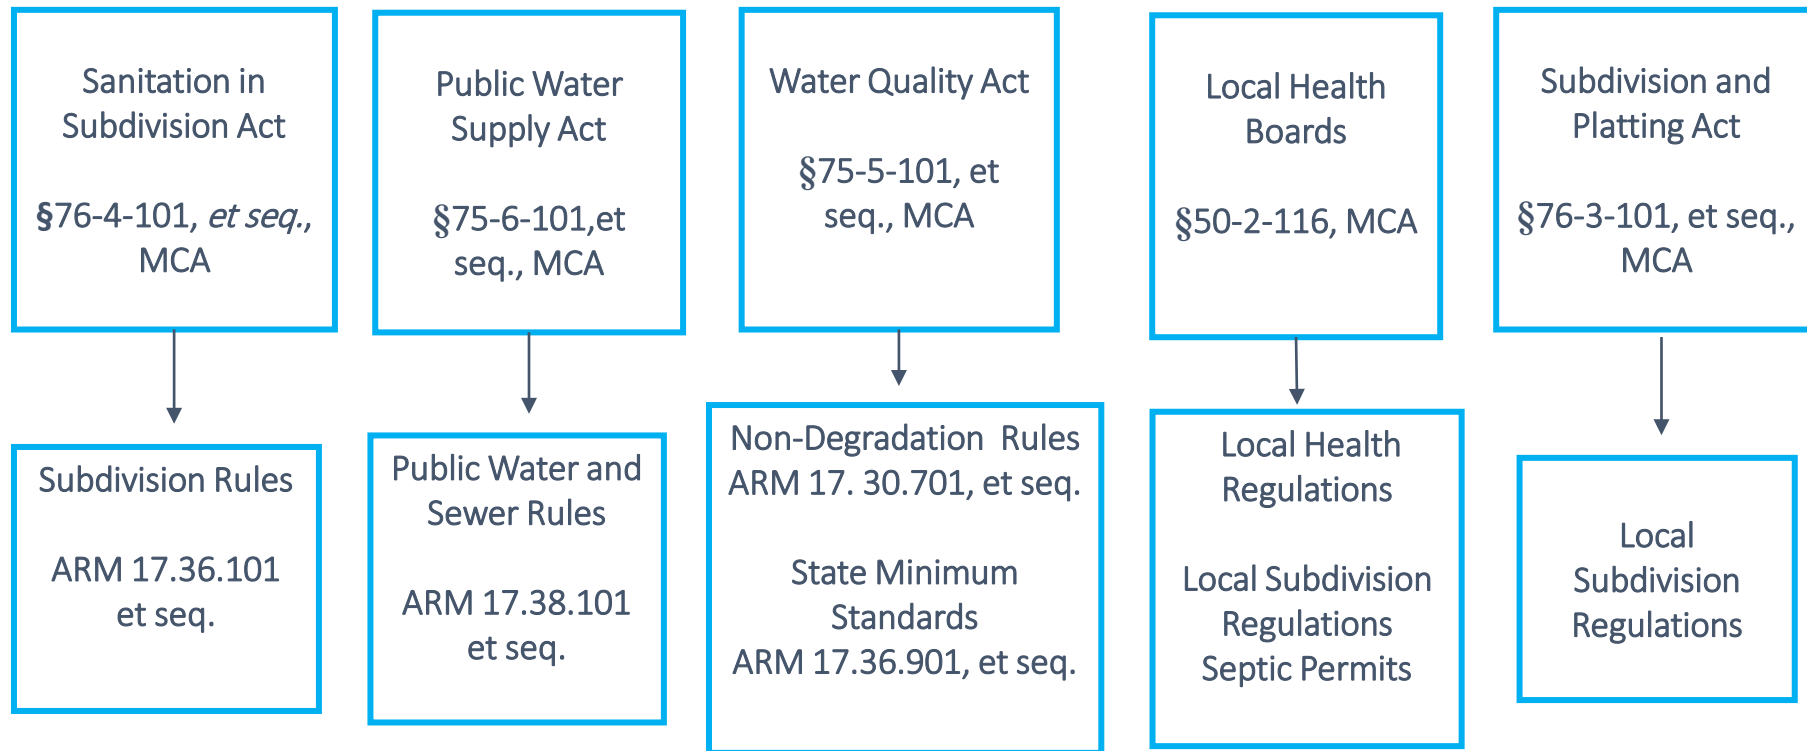 Sanitation in
Subdivision Act
§76-4-101, et seq.,
MCA
Public Water
Supply Act
§75-6-101,et
seq., MCA
Water Quality Act
§75-5-101, et
seq., MCA
Local Health
Boards
§50-2-116, MCA
Subdivision and
Platting Act
§76-3-101, et seq.,
MCA
Subdivision Rules
ARM 17.36.101
et seq.
Public Water and
Sewer Rules
ARM 17.38.101
et seq.
Non-Degradation Rules
ARM 17. 30.701, et seq.
State Minimum
Standards
ARM 17.36.901, et seq.
Local Health
Regulations
Local Subdivision
Regulations
Septic Permits
Local
Subdivision
Regulations